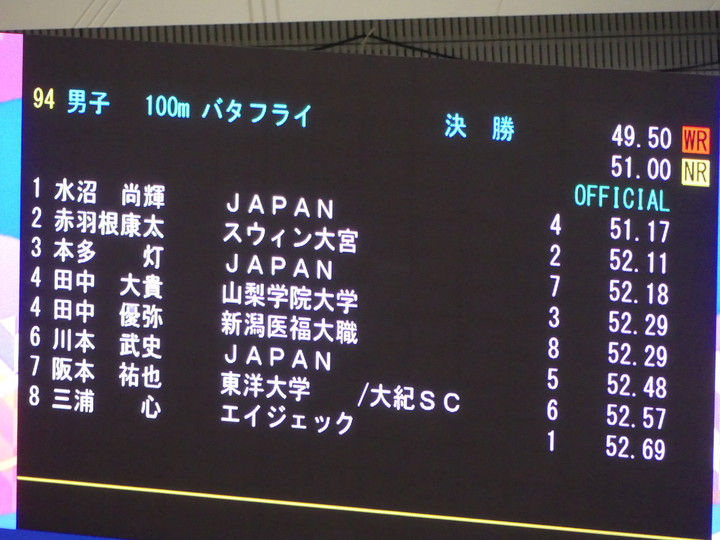 94 男子 100m バタフライ 決 勝 49.50 WR
51.00 NR
OFFICIAL
1 水沼 尚輝 ＪＡＰＡＮ 4 51.17
2 赤羽根康太 スウィン大宮 2 52.11
3 本多 灯 ＪＡＰＡＮ 7 52.18
4 田中 大貴 山梨学院大学 3 52.29
4 田中 優弥 新潟医福大職 8 52.29
6 川本 武史 ＪＡＰＡＮ 5 52.48
7 阪本 祐也 東洋大学 /大紀ＳＣ 6 52.57
8 三浦 心 エイジェック 1 52.69